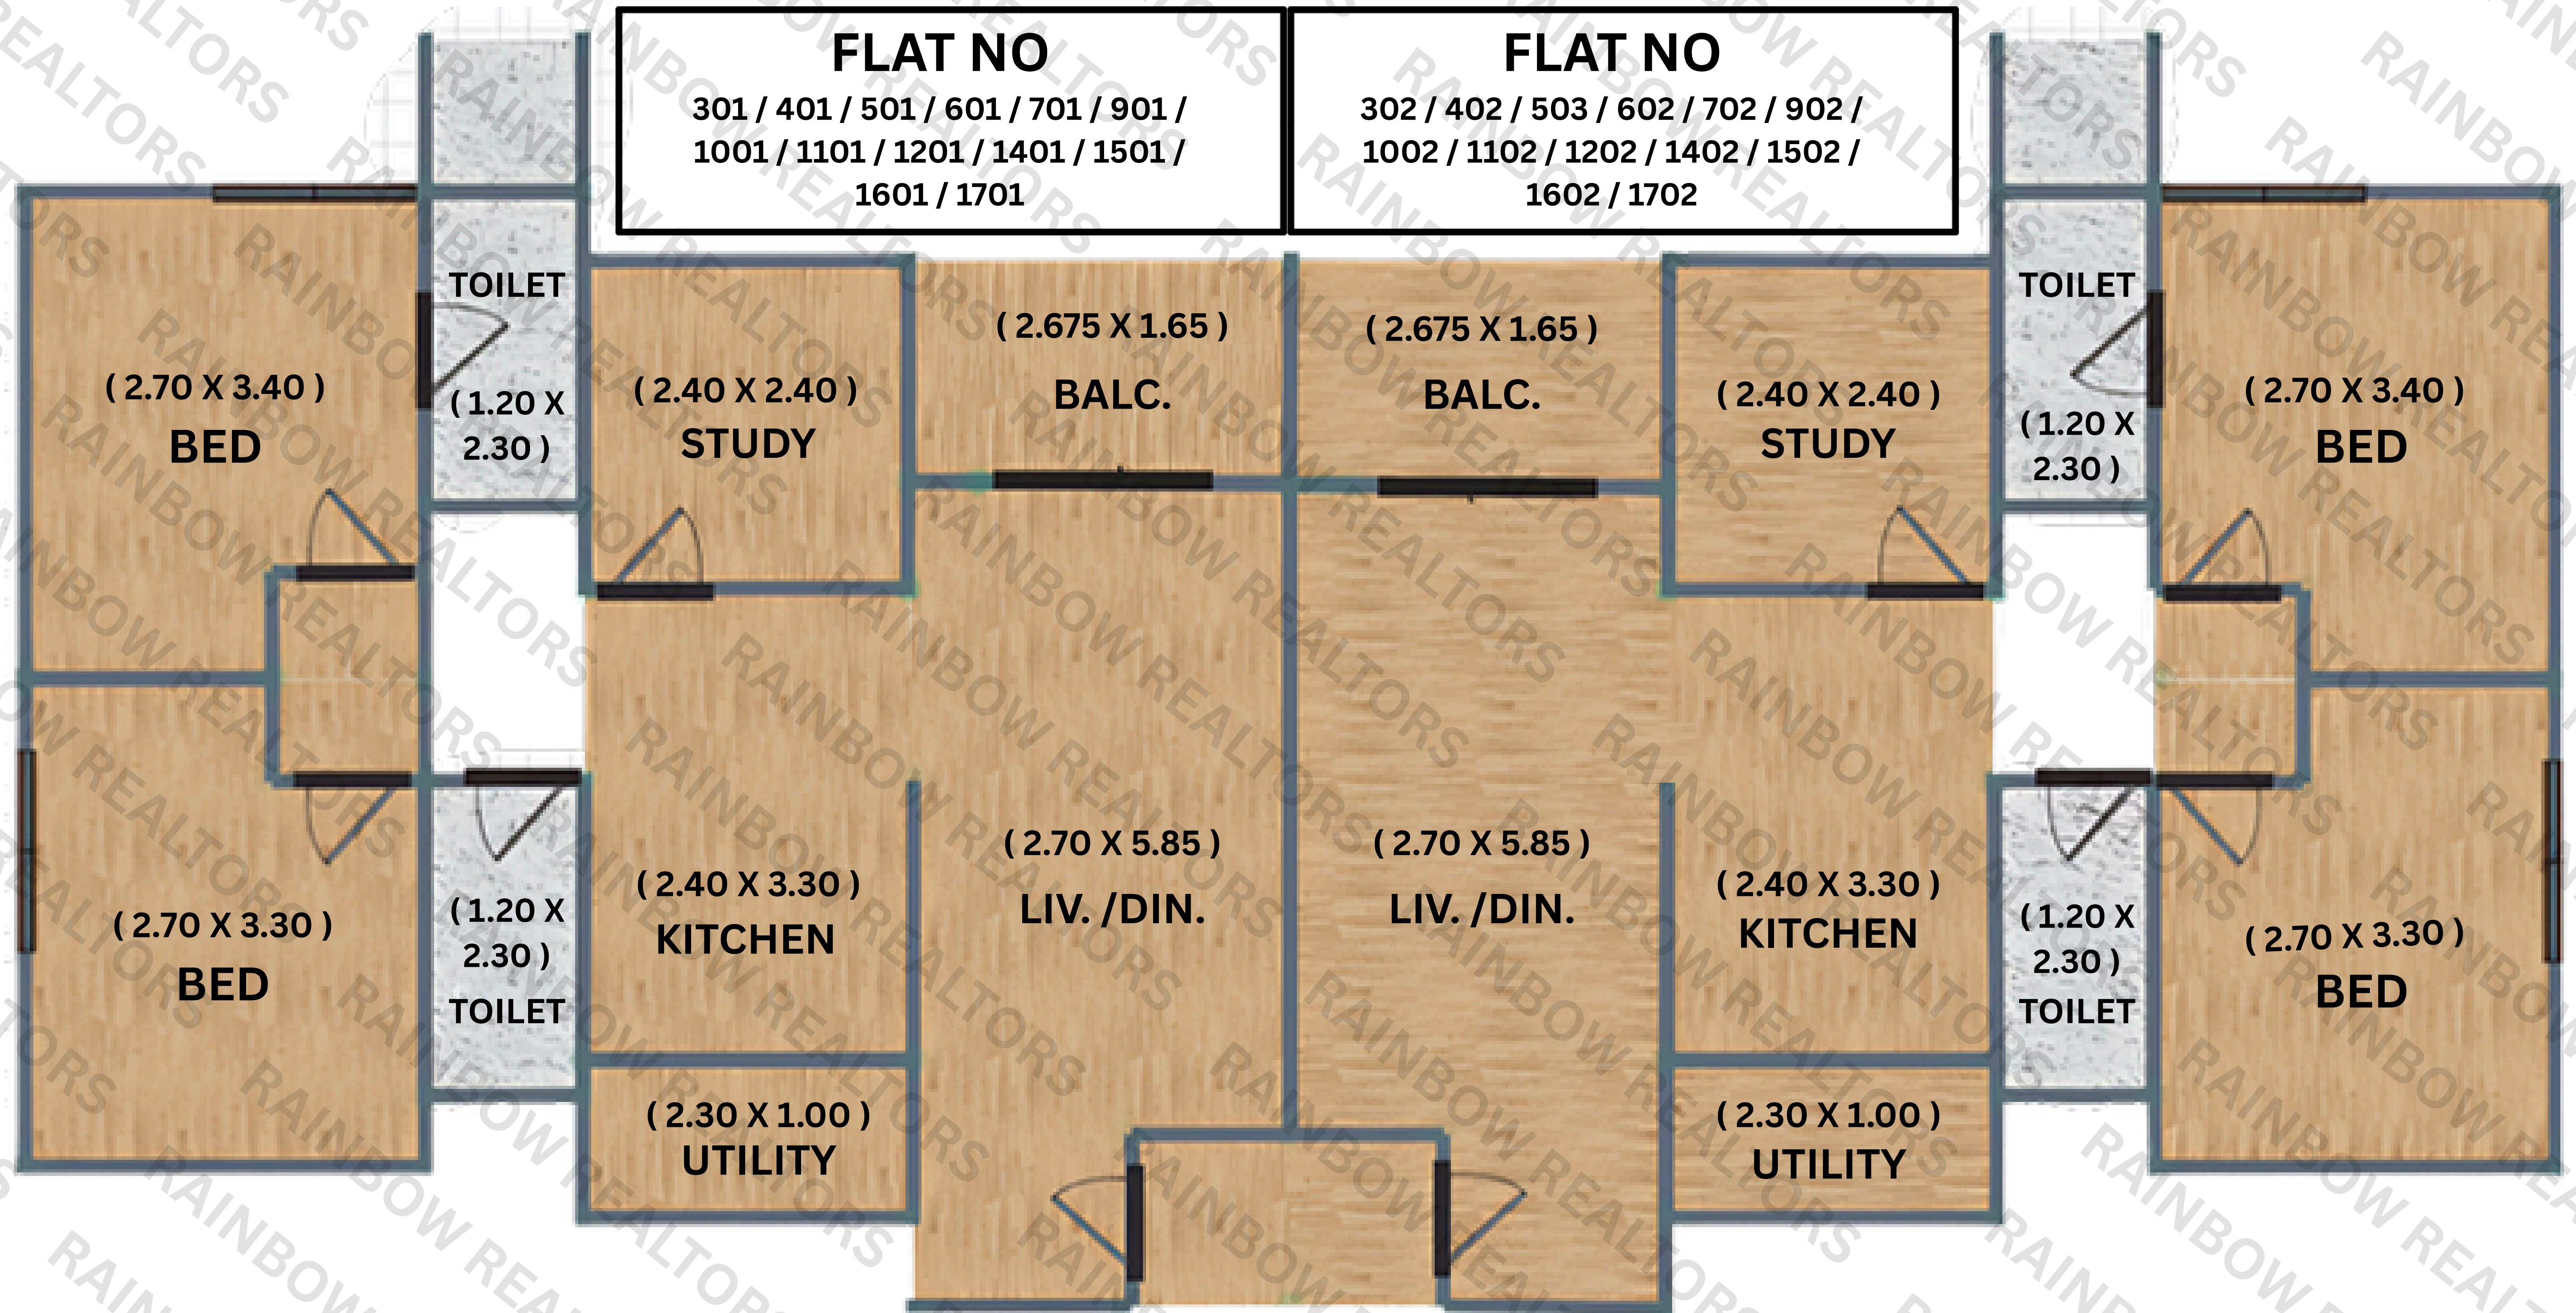 FLAT NO
301 / 401 / 501 / 601 / 701 / 901 /
1001 / 1101 / 1201 / 1401 / 1501 /
1601 / 1701
FLAT NO
302 / 402 / 503 / 602 / 702 / 902 /
1002 / 1102 / 1202 / 1402 / 1502 /
1602 / 1702
( 2.70 X 3.40 )
BED
TOILET
( 1.20 X
2.30 )
( 2.40 X 2.40 )
STUDY
( 2.675 X 1.65 )
BALC.
( 2.675 X 1.65 )
BALC.
( 2.40 X 2.40 )
STUDY
TOILET
( 1.20 X
2.30 )
( 2.70 X 3.40 )
BED
( 2.70 X 3.30 )
BED
( 1.20 X
2.30 )
TOILET
( 2.40 X 3.30 )
KITCHEN
( 2.70 X 5.85 )
LIV. /DIN.
( 2.70 X 5.85 )
LIV. /DIN.
( 2.40 X 3.30 )
KITCHEN
( 1.20 X
2.30 )
TOILET
( 2.70 X 3.30 )
BED
( 2.30 X 1.00 )
UTILITY
( 2.30 X 1.00 )
UTILITY
RAINBOW REALTORS